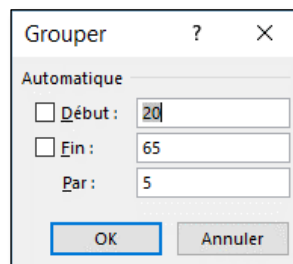 Grouper ? ×
Automatique
Début : 20
Fin : 65
Par : 5
OK Annuler